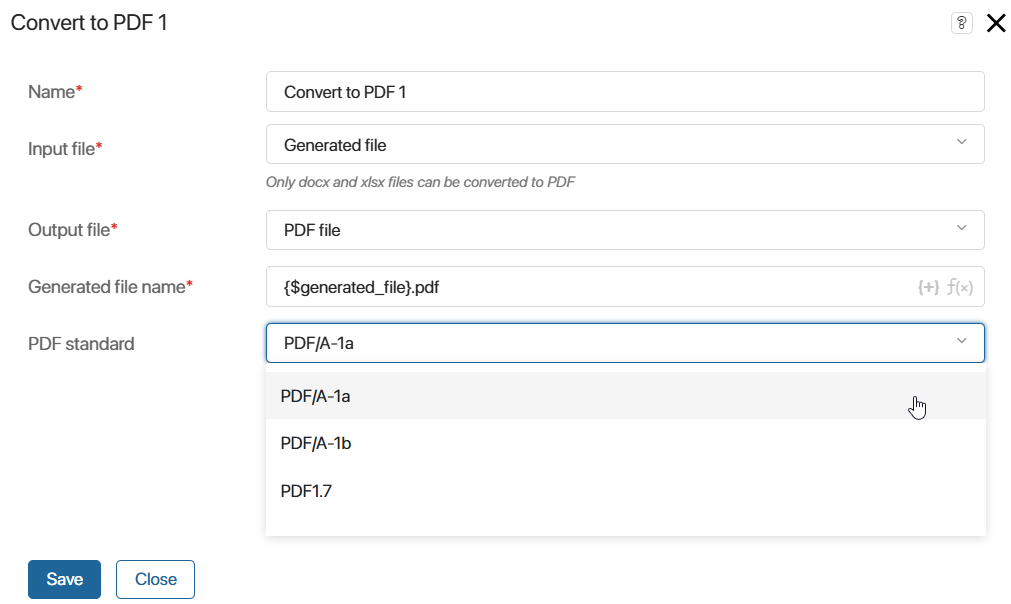 Convert to PDF 1
?
Name*
Convert to PDF 1
Input file*
Generated file
Only docx and xlsx files can be converted to PDF
Output file*
PDF file
Generated file name*
{$generated_file}.pdf
{+} f(x)
PDF standard
PDF/A-1a
PDF/A-1a
PDF/A-1b
PDF1.7
Save
Close